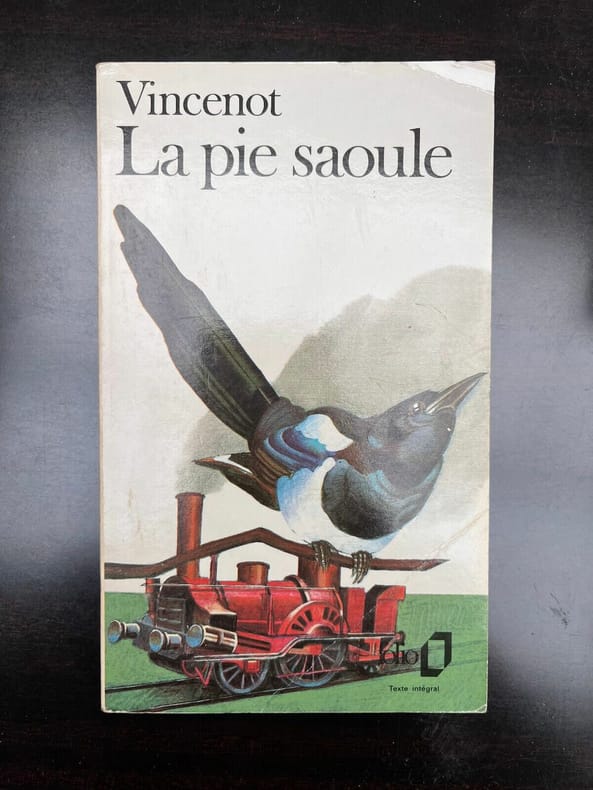 Vincenot
La pie saoule
folio
Texte intégral